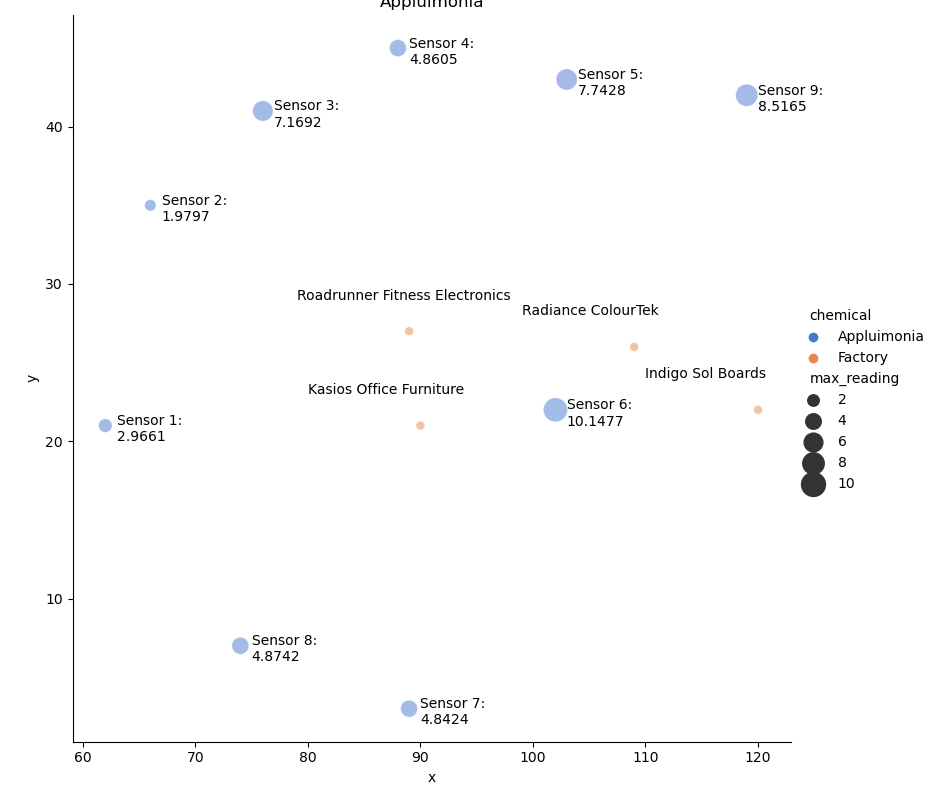 Appluimonia
Sensor 4:
4.8605
Sensor 5:
7.7428
Sensor 9:
8.5165
Sensor 3:
7.1692
Sensor 2:
1.9797
Roadrunner Fitness Electronics
Radiance ColourTek
Indigo Sol Boards
Kasios Office Furniture
Sensor 6:
10.1477
Sensor 1:
2.9661
Sensor 8:
4.8742
Sensor 7:
4.8424
y
40
30
20
10
60
70
80
90
100
110
120
x
chemical
Appluimonia
Factory
max_reading
2
4
6
8
10